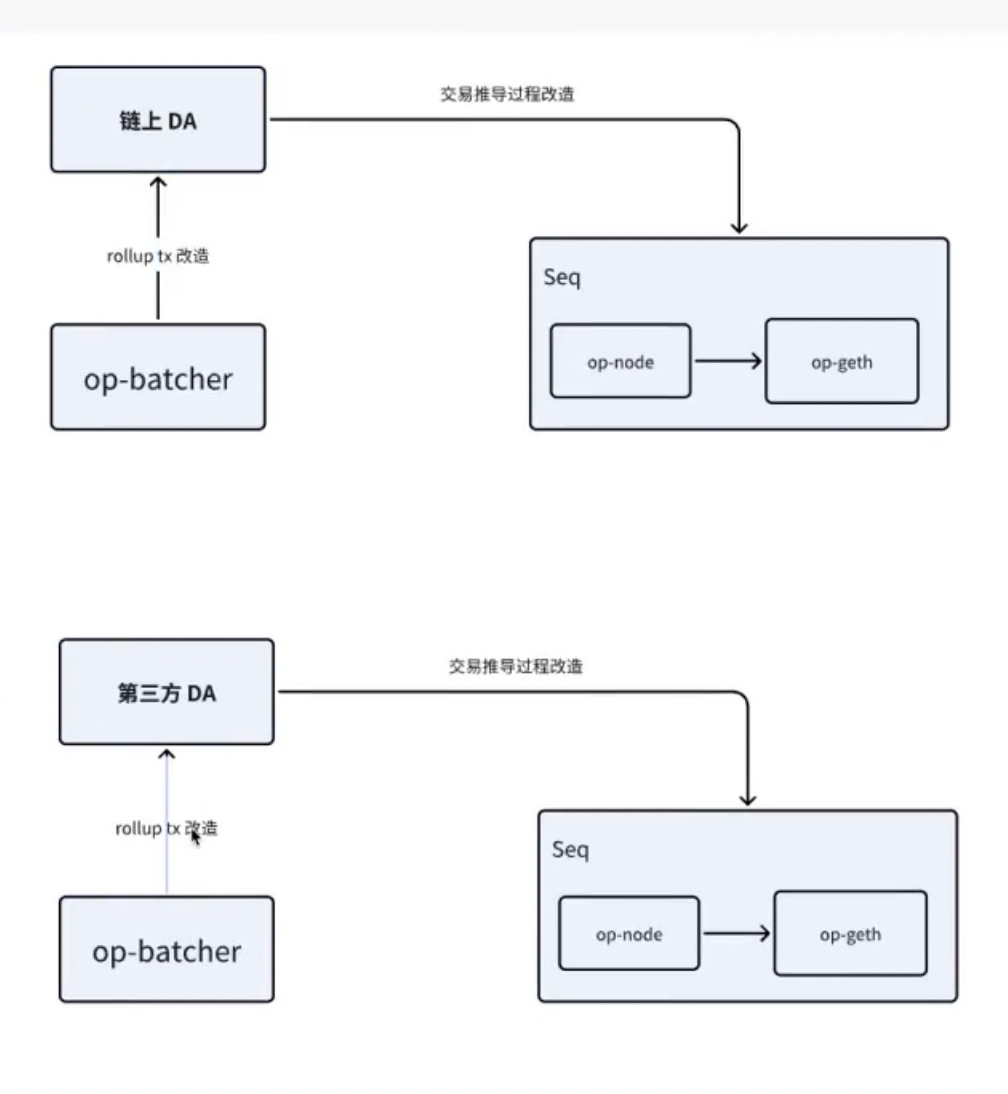 交易推导过程改造
链上 DA
rollup tx 改造
Seq
op-batcher
op-node
op-geth
交易推导过程改造
第三方 DA
rollup tx 改造
Seq
op-batcher
op-node
op-geth